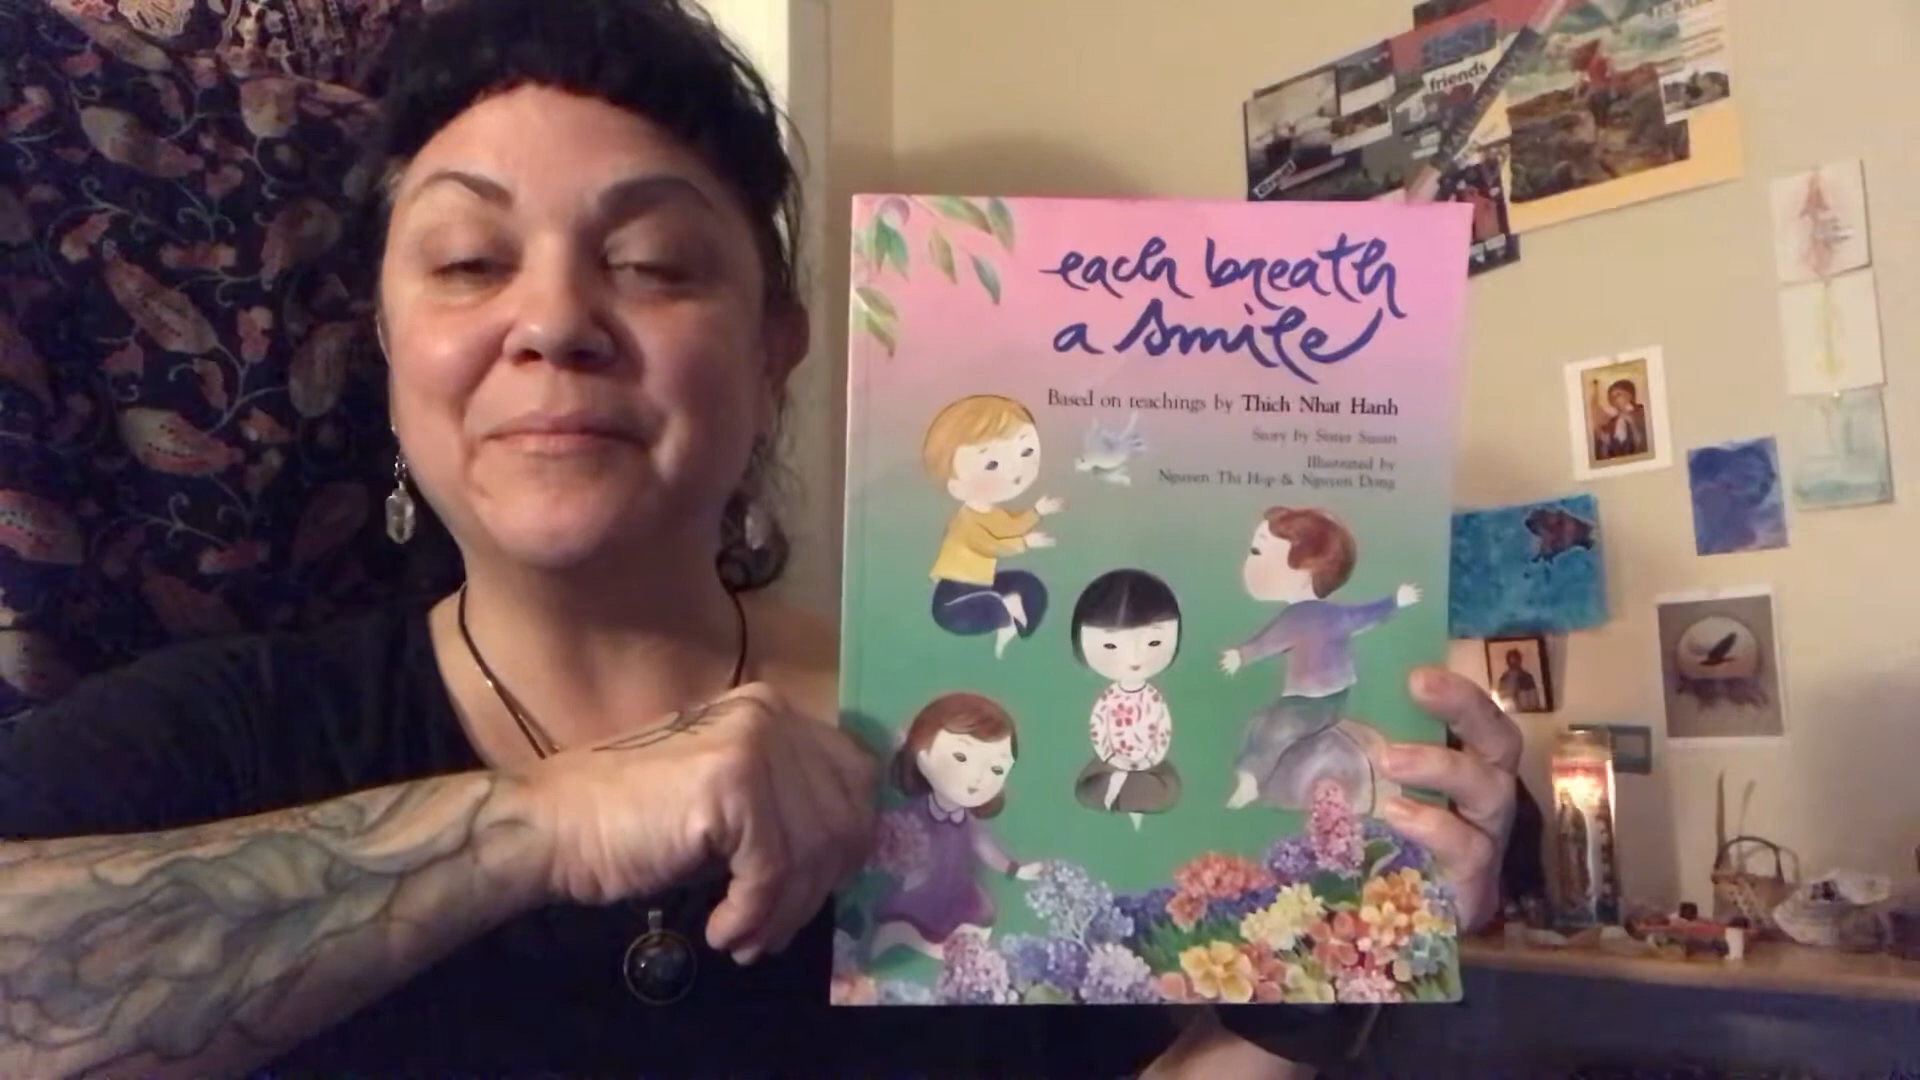 friends
each breath
a smile
Based on teachings by Thich Nhat Hanh
Story by Sister Susan
Illustrated by
Nguyen Thi Hop & Nguyen Dong